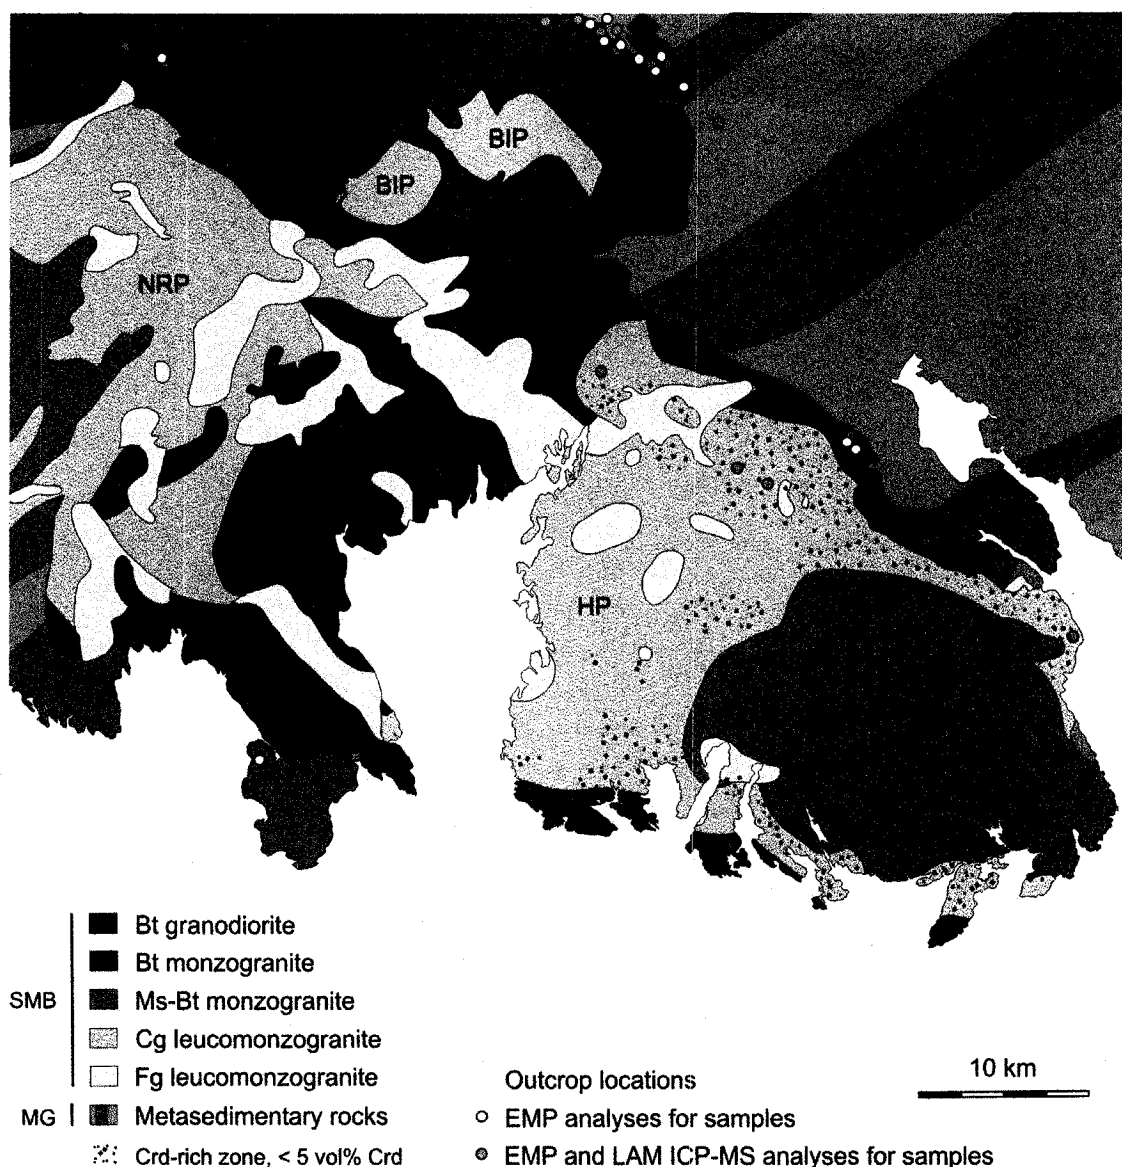 BIP
BIP
NRP
HP
SMB
Bt granodiorite
Bt monzogranite
Ms-Bt monzogranite
Cg leucomonzogranite
Fg leucomonzogranite
MG
Metasedimentary rocks
Crd-rich zone, < 5 vol% Crd
Outcrop locations
EMP analyses for samples
EMP and LAM ICP-MS analyses for samples
10 km